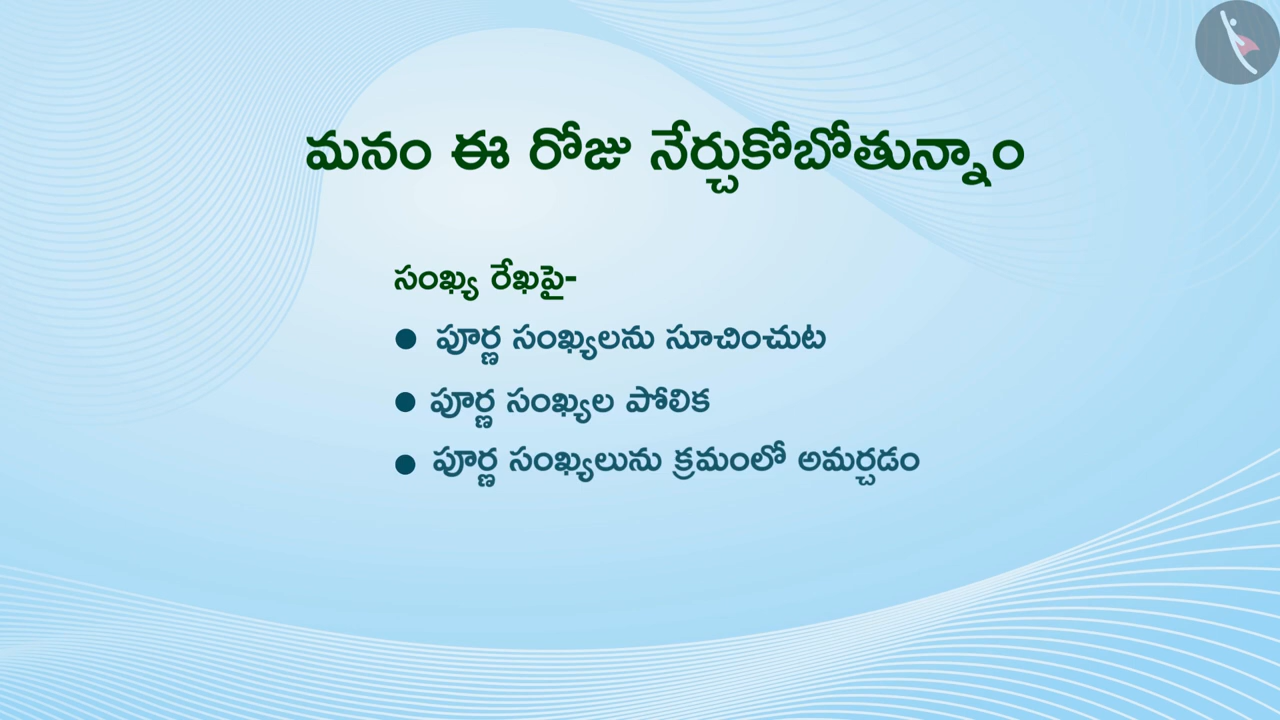 మనం ఈ రోజు నేర్చుకోబోతున్నాం
సంఖ్య రేఖపై-
● పూర్ణ సంఖ్యలను సూచించుట
● పూర్ణ సంఖ్యల పోలిక
● పూర్ణ సంఖ్యలును క్రమంలో అమర్చడం